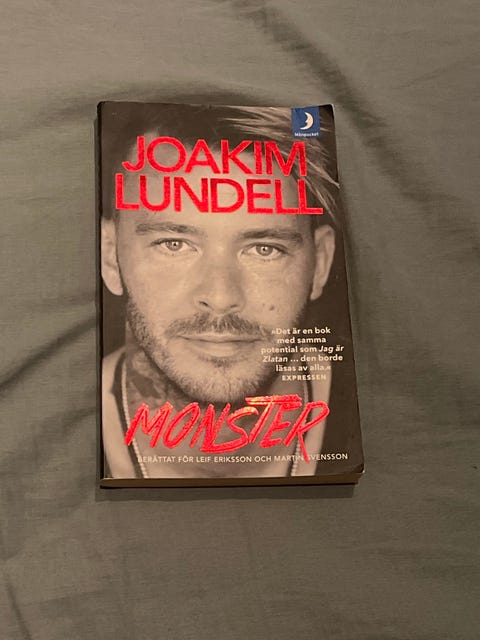 Månpocket
JOAKIM
LUNDELL
»Det är en bok
med samma
potential som Jag är
Zlatan ... den borde
läsas av alla.«
EXPRESSEN
MONSTER
BERÄTTAT FÖR LEIF ERIKSSON OCH MARTIN SVENSSON